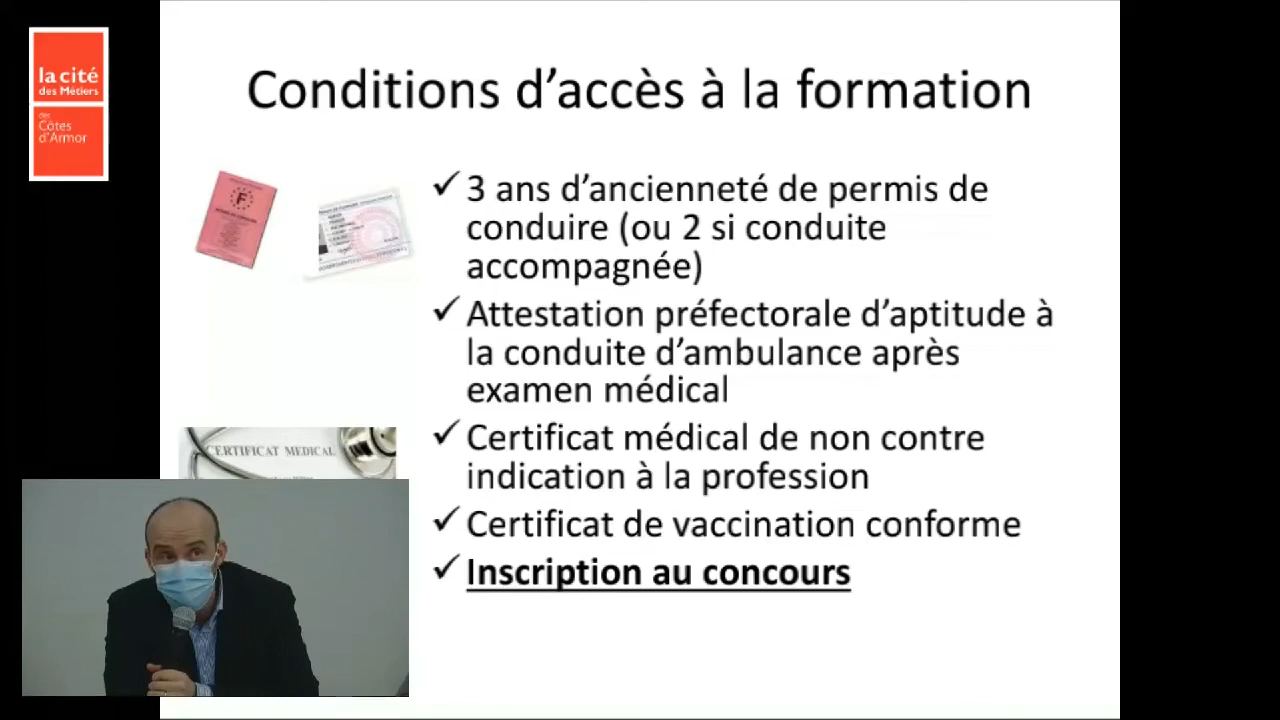 la cité
des Métiers
des
Côtes
d'Armor
Conditions d'accès à la formation
F
✓ 3 ans d'ancienneté de permis de
conduire (ou 2 si conduite
accompagnée)
✓ Attestation préfectorale d'aptitude à
la conduite d'ambulance après
examen médical
CERTIFICAT MEDICAL
✓ Certificat médical de non contre
indication à la profession
✓ Certificat de vaccination conforme
✓ Inscription au concours